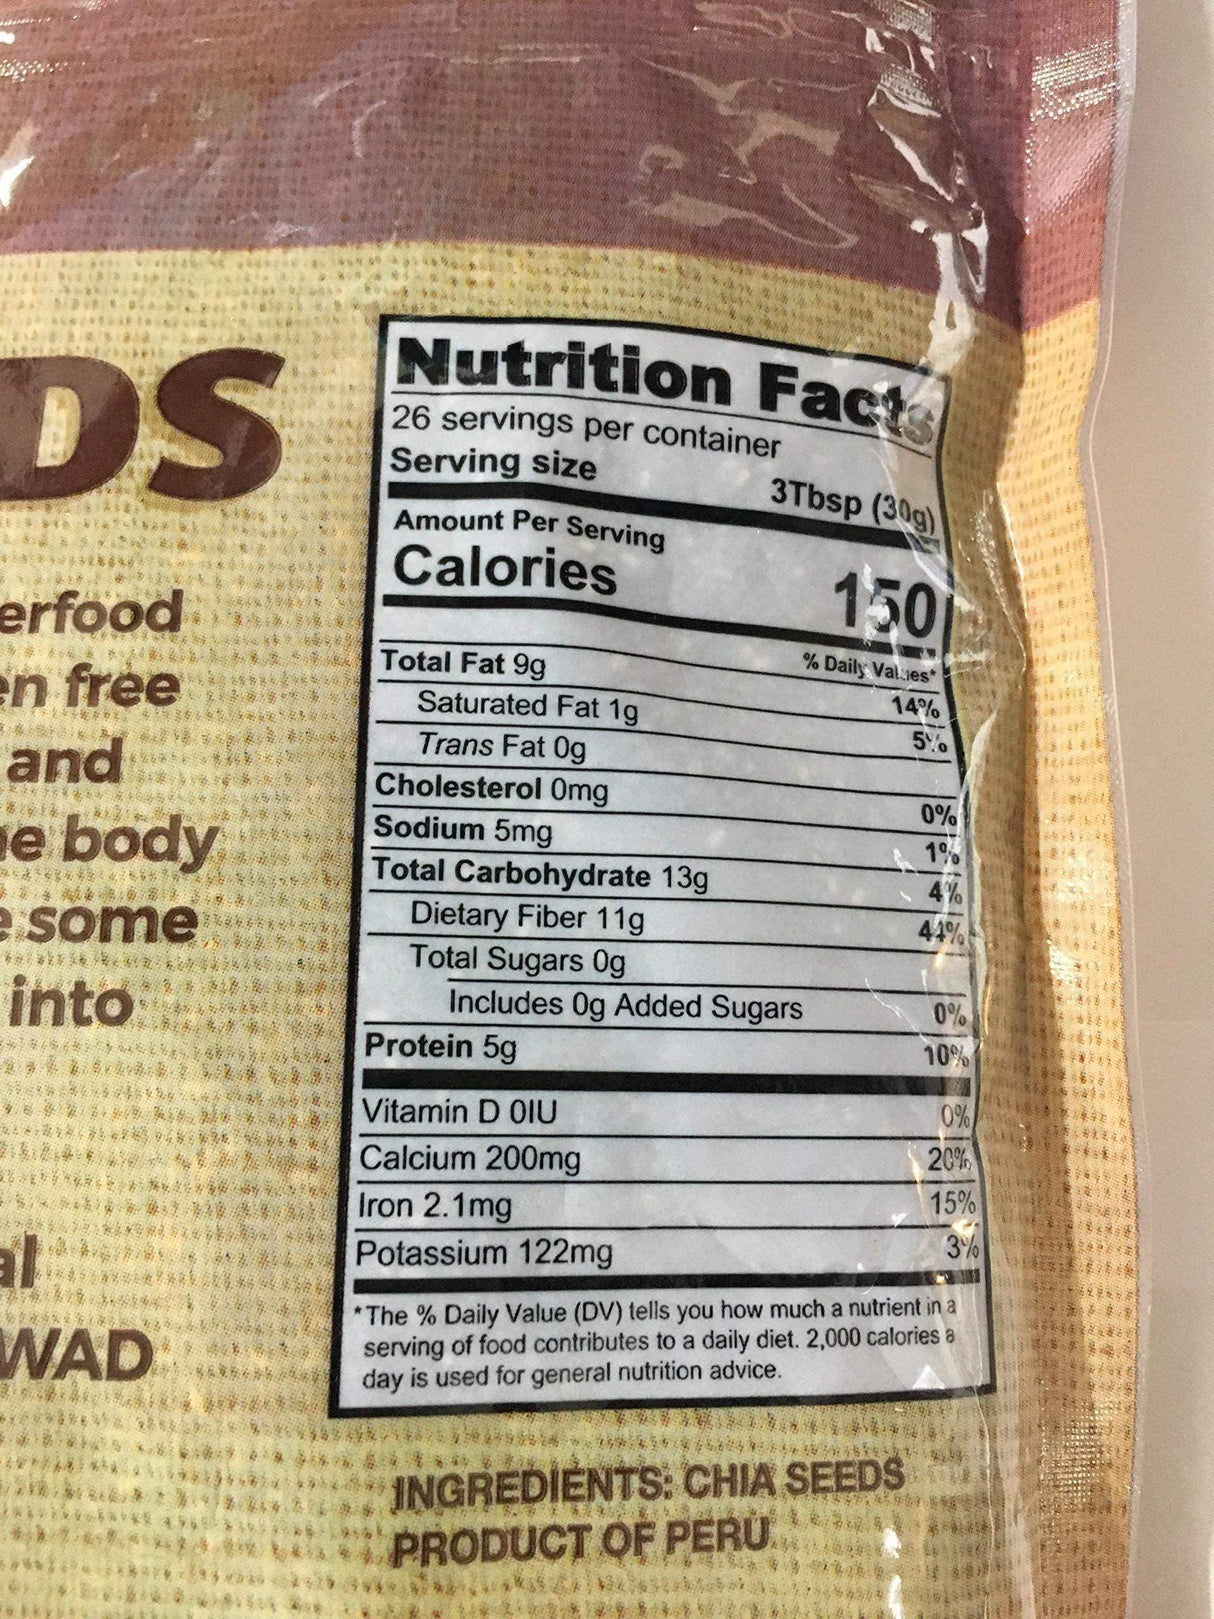 DS
erfood
en free
and
he body
e some
into
al
WAD
Nutrition Facts
26 servings per container
Serving size 3Tbsp (30g)
Amount Per Serving
Calories 150
% Daily Values*
Total Fat 9g 14%
Saturated Fat 1g 5%
Trans Fat 0g
Cholesterol 0mg 0%
Sodium 5mg 1%
Total Carbohydrate 13g 4%
Dietary Fiber 11g 44%
Total Sugars 0g
Includes 0g Added Sugars 0%
Protein 5g 10%
Vitamin D 0IU 0%
Calcium 200mg 20%
Iron 2.1mg 15%
Potassium 122mg 3%
*The % Daily Value (DV) tells you how much a nutrient in a
serving of food contributes to a daily diet. 2,000 calories a
day is used for general nutrition advice.
INGREDIENTS: CHIA SEEDS
PRODUCT OF PERU